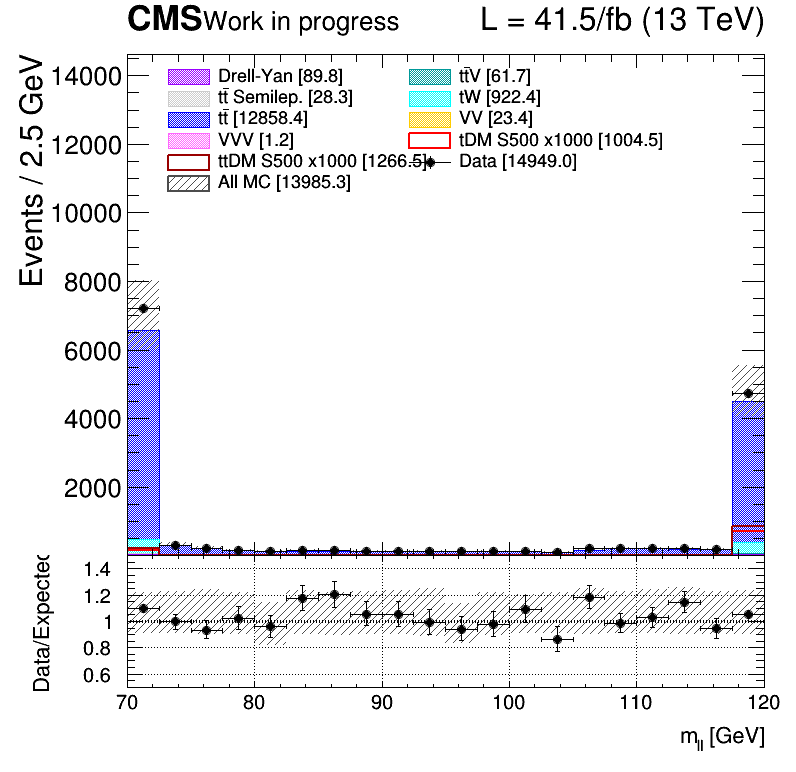 CMS Work in progress L = 41.5/fb (13 TeV)
Events / 2.5 GeV
14000
12000
10000
8000
6000
4000
2000
Drell-Yan [89.8] tt̄V [61.7]
tt̄ Semilep. [28.3] tW [922.4]
tt̄ [12858.4] VV [23.4]
VVV [1.2] tDM S500 x1000 [1004.5]
ttDM S500 x1000 [1266.5] Data [14949.0]
All MC [13985.3]
Data/Expected
1.4
1.2
1
0.8
0.6
70 80 90 100 110 120
m_ll [GeV]